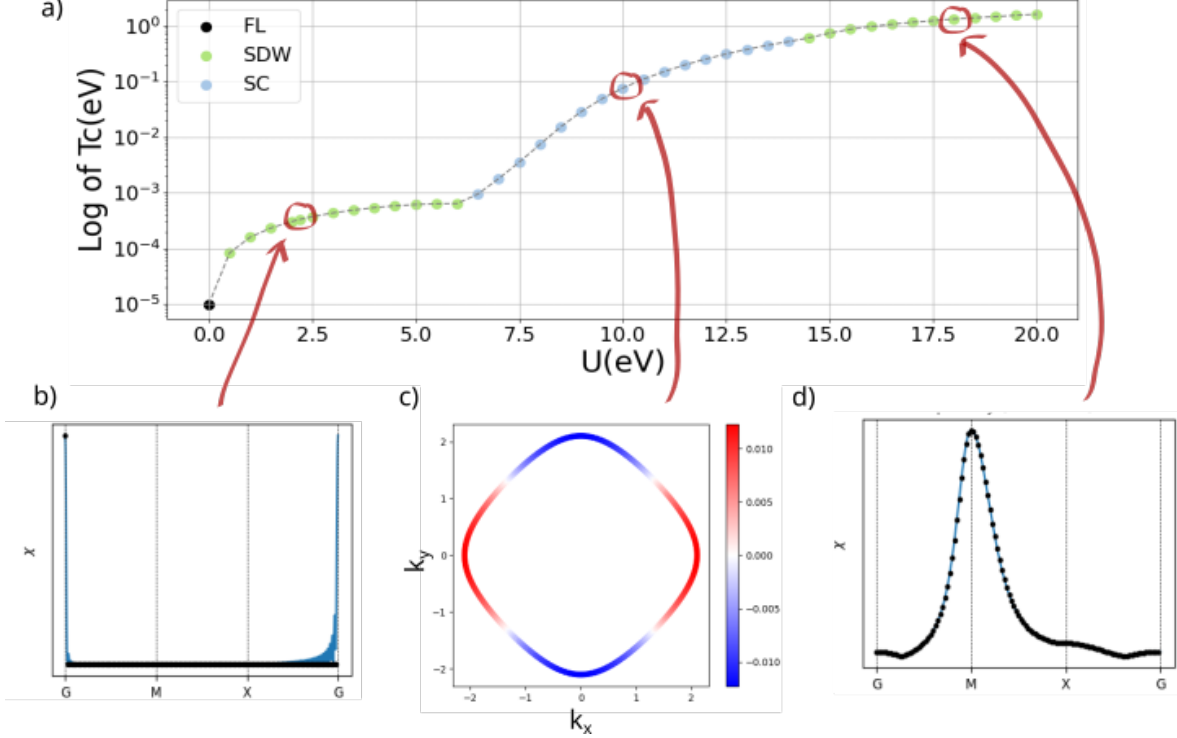 a)
FL
SDW
SC
Log of Tc(eV)
10⁰
10⁻¹
10⁻²
10⁻³
10⁻⁴
10⁻⁵
0.0 2.5 5.0 7.5 10.0 12.5 15.0 17.5 20.0
U(eV)
b)
χ
G M X G
c)
k_y
2
1
0
−1
−2
−2 −1 0 1 2
k_x
0.010
0.005
0.000
−0.005
−0.010
d)
χ
G M X G